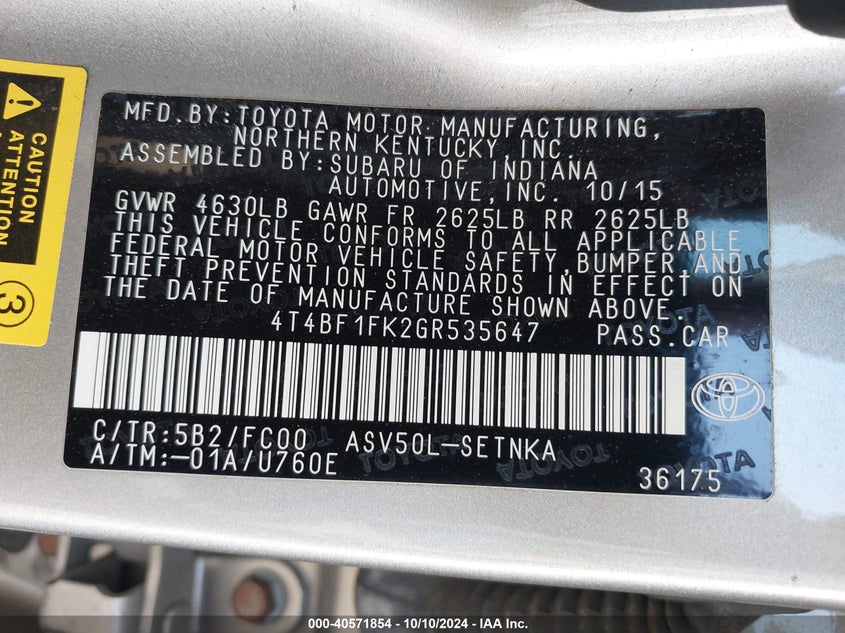 CAUTION
ATTENTION
3
MFD. BY: TOYOTA MOTOR MANUFACTURING,
NORTHERN KENTUCKY, INC.
ASSEMBLED BY: SUBARU OF INDIANA
AUTOMOTIVE, INC. 10/15
GVWR 4630LB GAWR FR 2625LB RR 2625LB
THIS VEHICLE CONFORMS TO ALL APPLICABLE
FEDERAL MOTOR VEHICLE SAFETY, BUMPER, AND
THEFT PREVENTION STANDARDS IN EFFECT ON
THE DATE OF MANUFACTURE SHOWN ABOVE.
4T4BF1FK2GR535647 PASS.CAR
C/TR:5B2/FC00 ASV50L-SETNKA
A/TM:-01A/U760E
36175
000-40571854 - 10/10/2024 - IAA Inc.